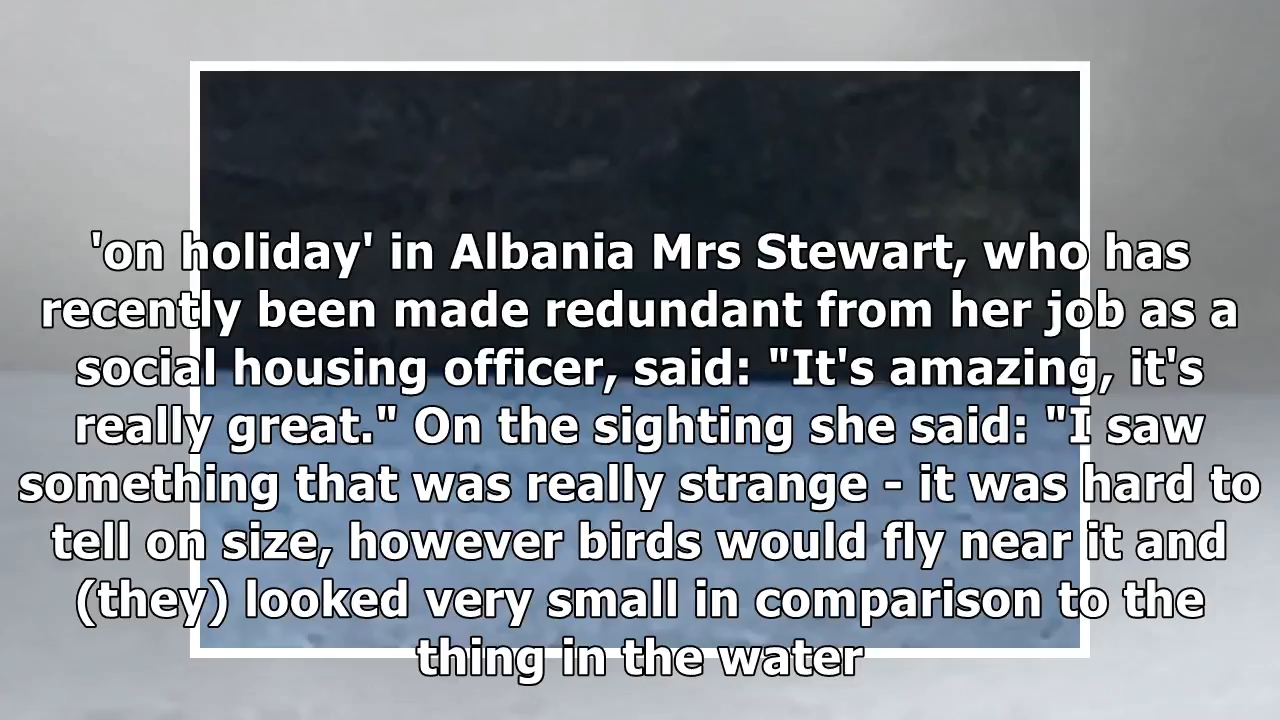 'on holiday' in Albania Mrs Stewart, who has
recently been made redundant from her job as a
social housing officer, said: "It's amazing, it's
really great." On the sighting she said: "I saw
something that was really strange - it was hard to
tell on size, however birds would fly near it and
(they) looked very small in comparison to the
thing in the water